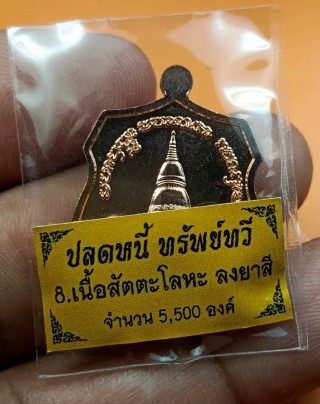 ปลดหนี้ ทรัพย์ทวี
8.เนื้อสัตตะโลหะ ลงยาสี
จำนวน 5,500 องค์